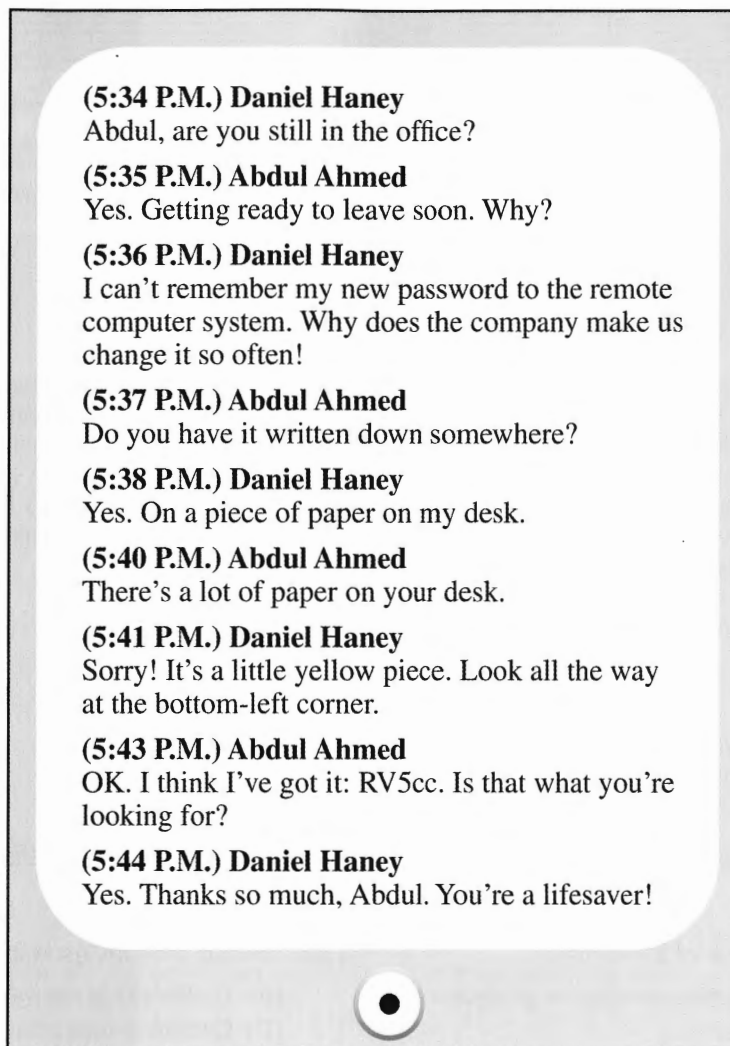 (5:34 P.M.) Daniel Haney
Abdul, are you still in the office?
(5:35 P.M.) Abdul Ahmed
Yes. Getting ready to leave soon. Why?
(5:36 P.M.) Daniel Haney
I can't remember my new password to the remote
computer system. Why does the company make us
change it so often!
(5:37 P.M.) Abdul Ahmed
Do you have it written down somewhere?
(5:38 P.M.) Daniel Haney
Yes. On a piece of paper on my desk.
(5:40 P.M.) Abdul Ahmed
There's a lot of paper on your desk.
(5:41 P.M.) Daniel Haney
Sorry! It's a little yellow piece. Look all the way
at the bottom-left corner.
(5:43 P.M.) Abdul Ahmed
OK. I think I've got it: RV5cc. Is that what you're
looking for?
(5:44 P.M.) Daniel Haney
Yes. Thanks so much, Abdul. You're a lifesaver!